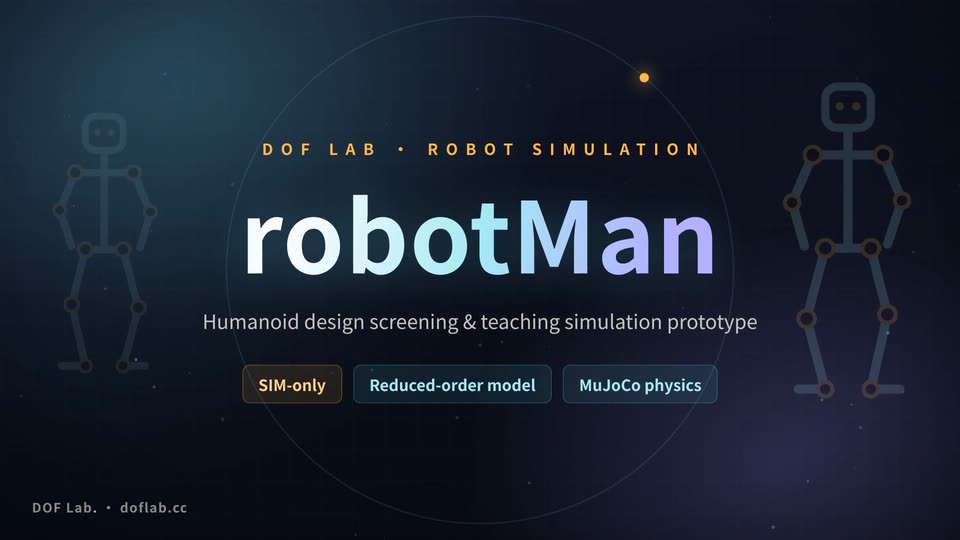 DOF LAB • ROBOT SIMULATION
robotMan
Humanoid design screening & teaching simulation prototype
SIM-only
Reduced-order model
MuJoCo physics
DOF Lab. • doflab.cc